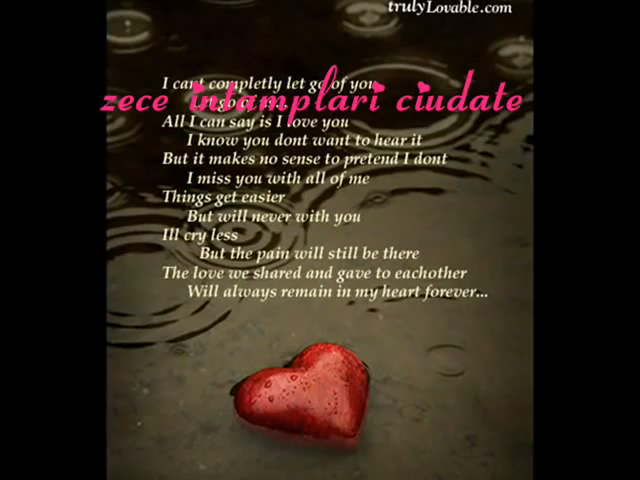 trulyLovable.com
I cant completly let go of you
zece intamplari ciudate
All I can say is I love you
I know you dont want to hear it
But it makes no sense to pretend I dont
I miss you with all of me
Things get easier
But will never with you
Ill cry less
But the pain will still be there
The love we shared and gave to eachother
Will always remain in my heart forever...